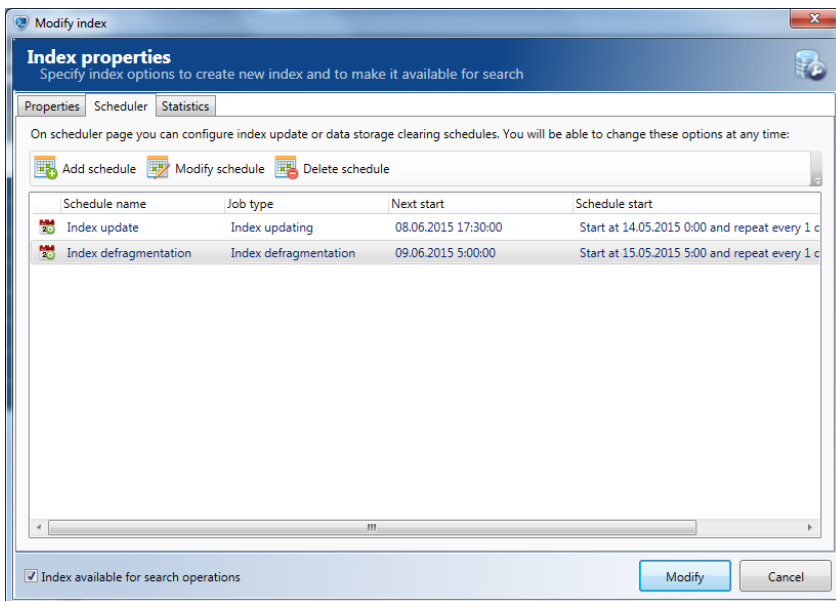 Modify index
Index properties
Specify index options to create new index and to make it available for search
Properties Scheduler Statistics
On scheduler page you can configure index update or data storage clearing schedules. You will be able to change these options at any time:
Add schedule Modify schedule Delete schedule
Schedule name Job type Next start Schedule start
Index update Index updating 08.06.2015 17:30:00 Start at 14.05.2015 0:00 and repeat every 1 c
Index defragmentation Index defragmentation 09.06.2015 5:00:00 Start at 15.05.2015 5:00 and repeat every 1 c
Index available for search operations Modify Cancel